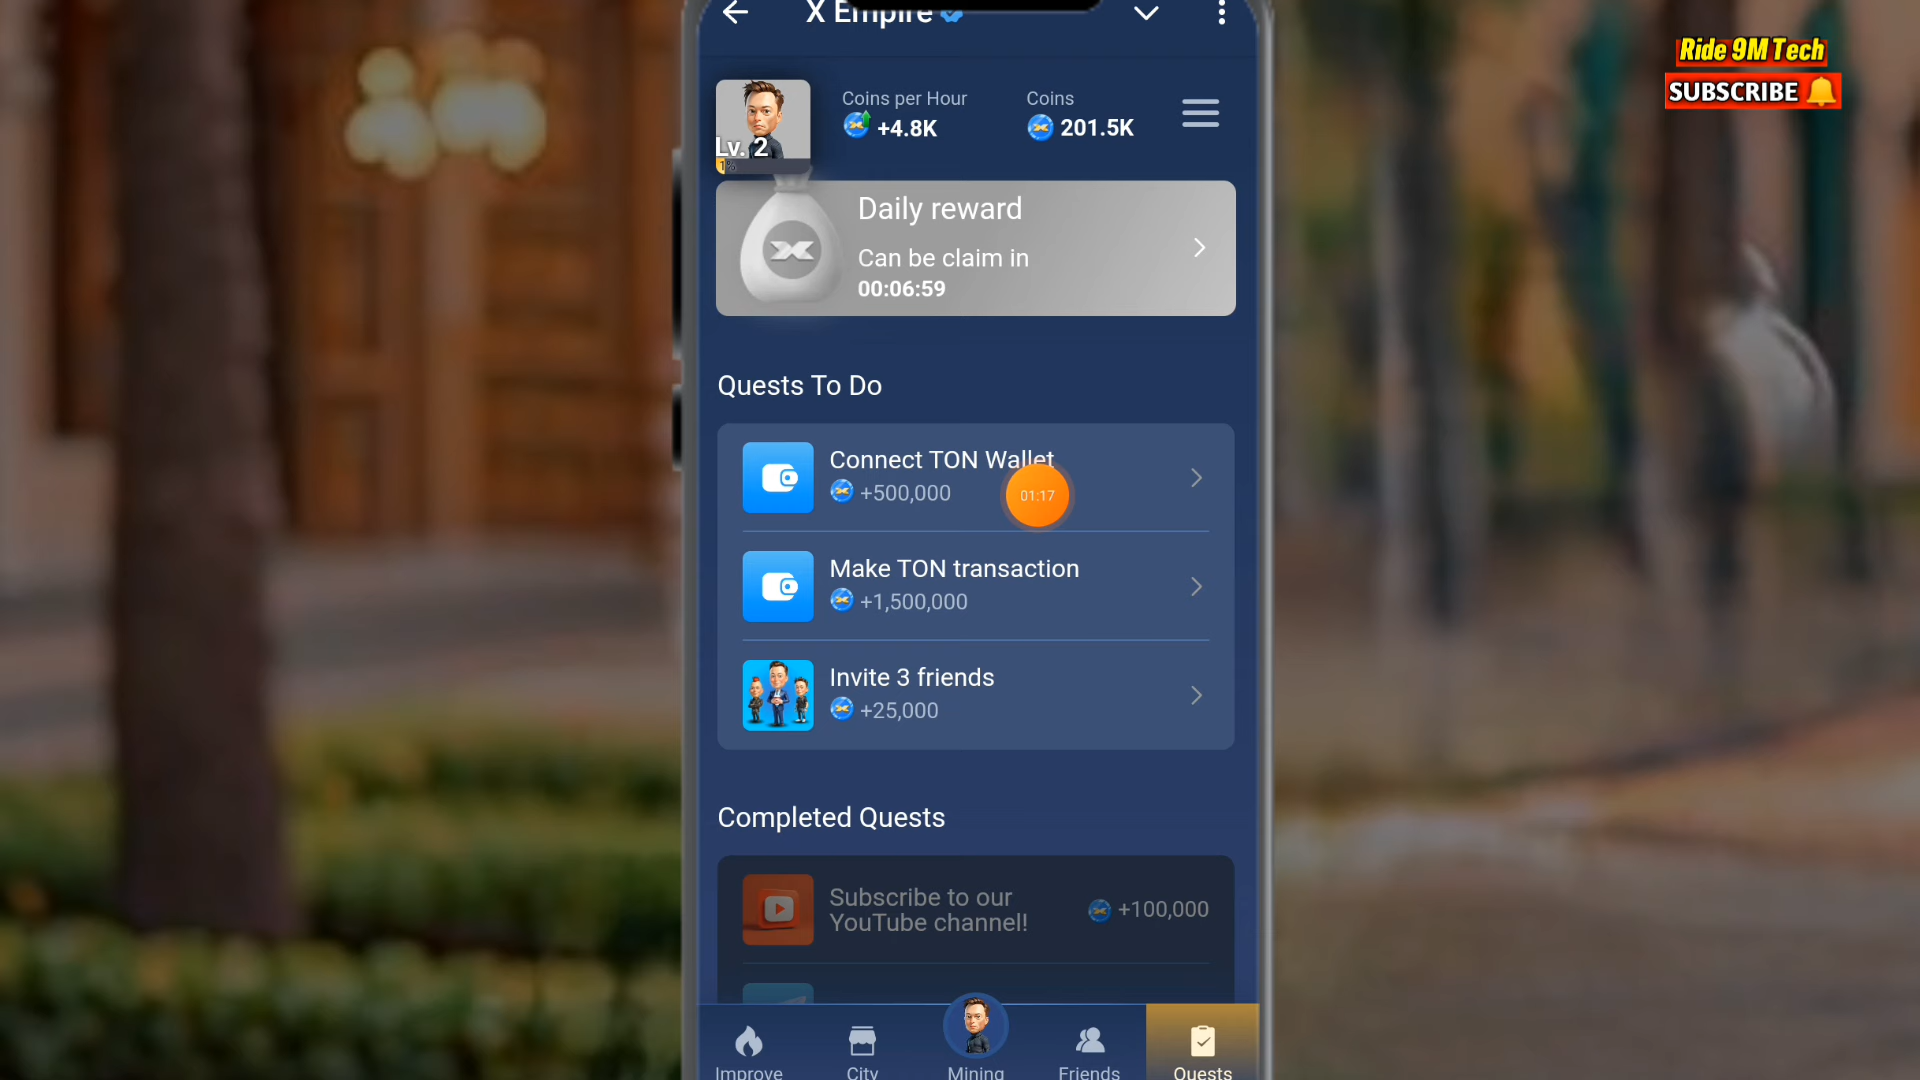 X Empire
Ride 9M Tech
SUBSCRIBE
Coins per Hour
+4.8K
Coins
201.5K
Lv. 2
1%
Daily reward
Can be claim in
00:06:59
Quests To Do
Connect TON Wallet
+500,000
01:17
Make TON transaction
+1,500,000
Invite 3 friends
+25,000
Completed Quests
Subscribe to our
YouTube channel!
+100,000
Improve
City
Mining
Friends
Quests